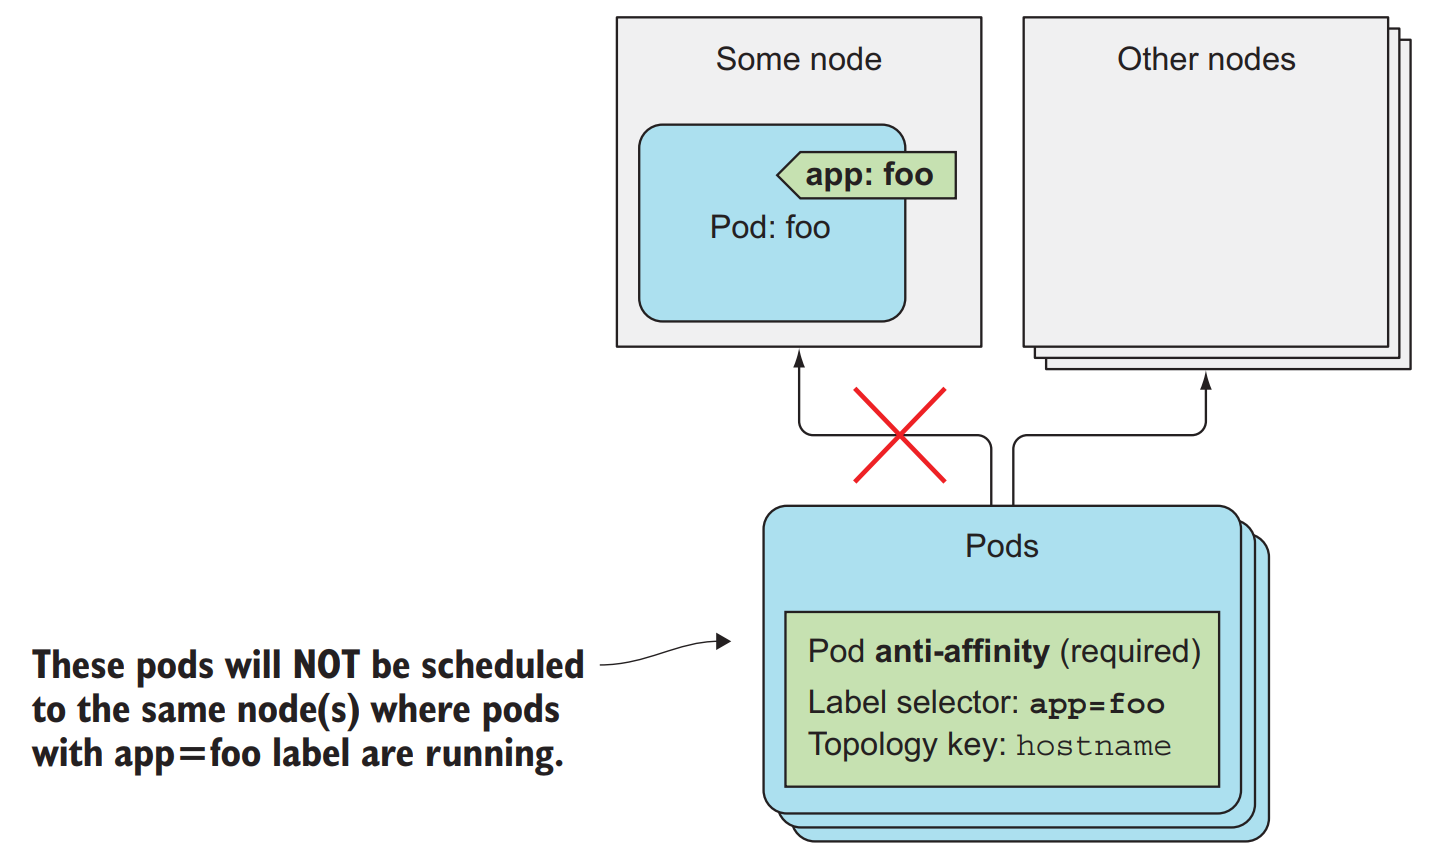 Some node
Other nodes
app: foo
Pod: foo
Pods
Pod anti-affinity (required)
Label selector: app=foo
Topology key: hostname
These pods will NOT be scheduled
to the same node(s) where pods
with app=foo label are running.